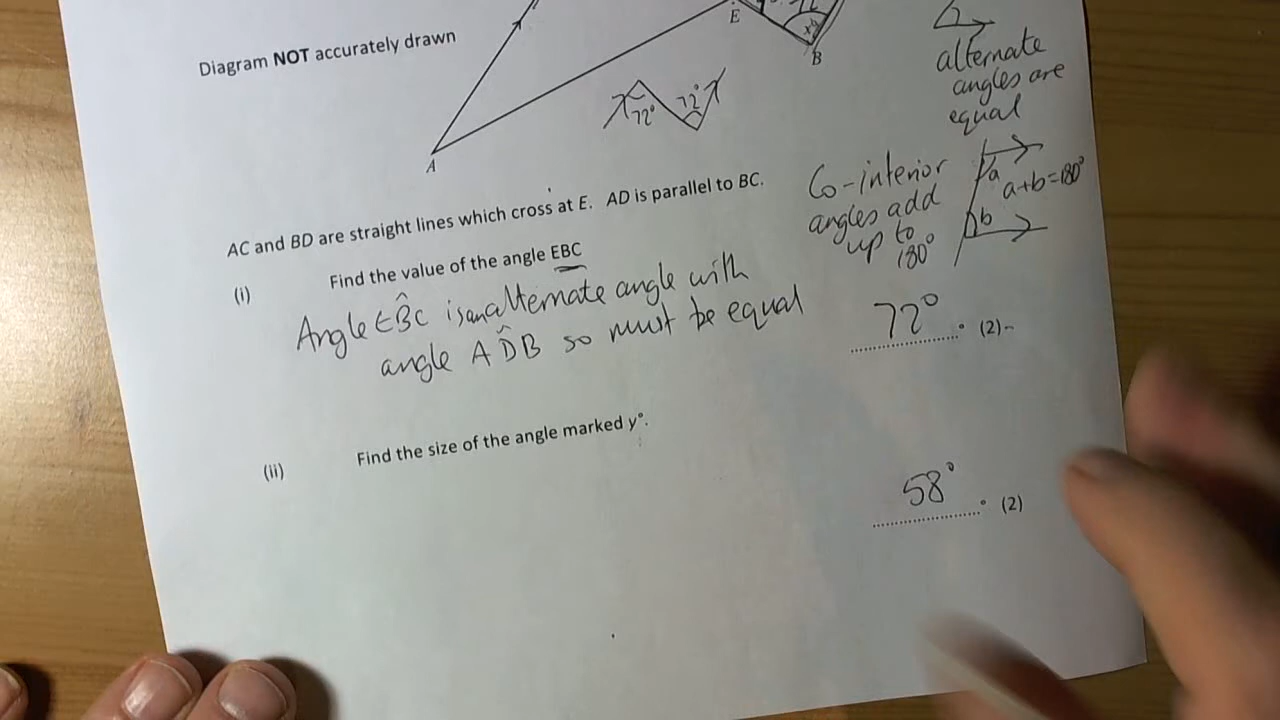 Diagram NOT accurately drawn
E
B
x°
A
72°
72°
alternate
angles are
equal
Co-interior
angles add
up to
180°
a
b
a+b=180°
AC and BD are straight lines which cross at E. AD is parallel to BC.
(i) Find the value of the angle EBC
Angle EB̂C is an alternate angle with
angle AD̂B so must be equal
72°
..................° (2)
(ii) Find the size of the angle marked y°.
58°
..................° (2)